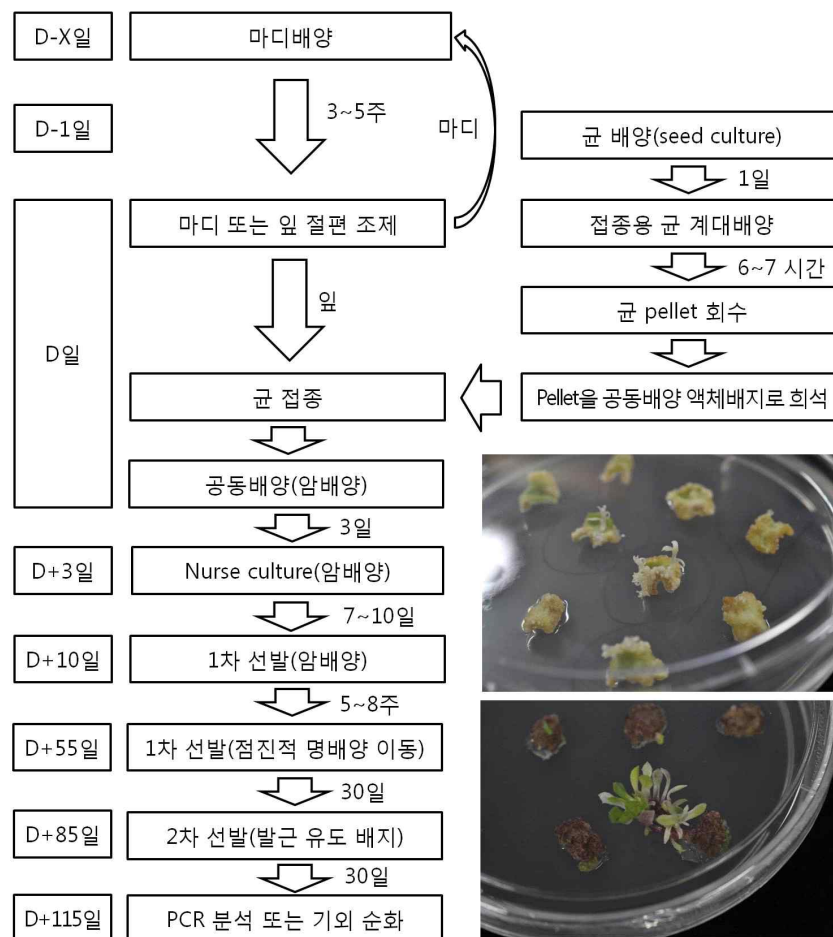 D-X일
마디배양
3~5주
마디
D-1일
균 배양(seed culture)
1일
마디 또는 잎 절편 조제
접종용 균 계대배양
6~7 시간
잎
균 pellet 회수
D일
균 접종
Pellet을 공동배양 액체배지로 희석
공동배양(암배양)
3일
D+3일
Nurse culture(암배양)
7~10일
D+10일
1차 선발(암배양)
5~8주
D+55일
1차 선발(점진적 명배양 이동)
30일
D+85일
2차 선발(발근 유도 배지)
30일
D+115일
PCR 분석 또는 기외 순화